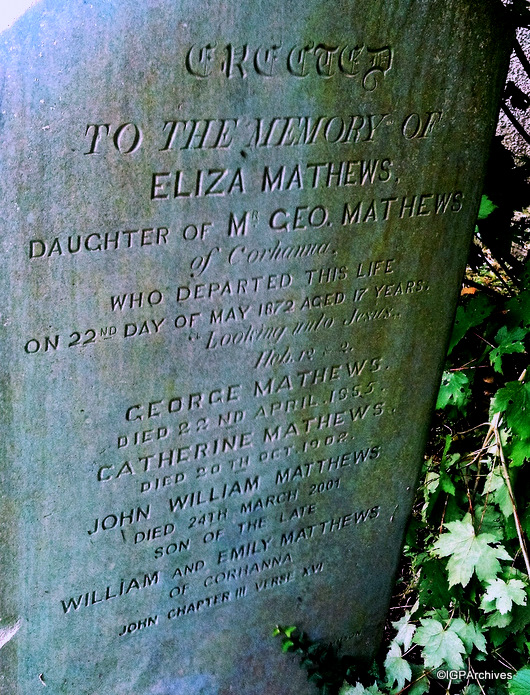 ERECTED
TO THE MEMORY OF
ELIZA MATHEWS,
DAUGHTER OF MR GEO. MATHEWS
of Corhanna,
WHO DEPARTED THIS LIFE
ON 22ND DAY OF MAY 1872 AGED 17 YEARS.
"Looking unto Jesus."
Heb. 12 & 2.
GEORGE MATHEWS.
DIED 22ND APRIL. 1955.
CATHERINE MATHEWS.
DIED 20TH OCT. 1902.
JOHN WILLIAM MATTHEWS
DIED 24TH MARCH 2001
SON OF THE LATE
WILLIAM AND EMILY MATTHEWS
OF CORHANNA
JOHN CHAPTER III VERSE XVI
©IGPArchives